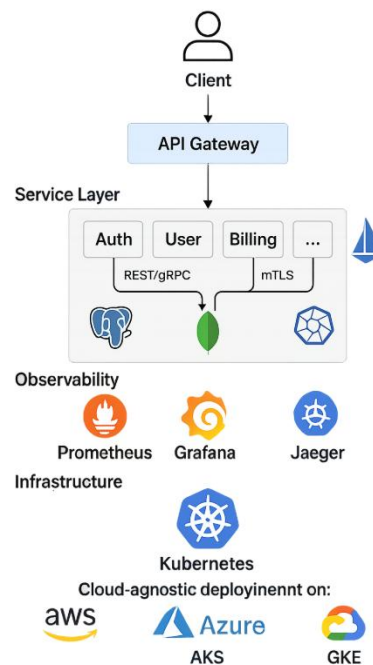 Client
API Gateway
Service Layer
Auth User Billing ...
REST/gRPC mTLS
Observability
Prometheus Grafana Jaeger
Infrastructure
Kubernetes
Cloud-agnostic deployinennt on:
aws Azure
AKS GKE